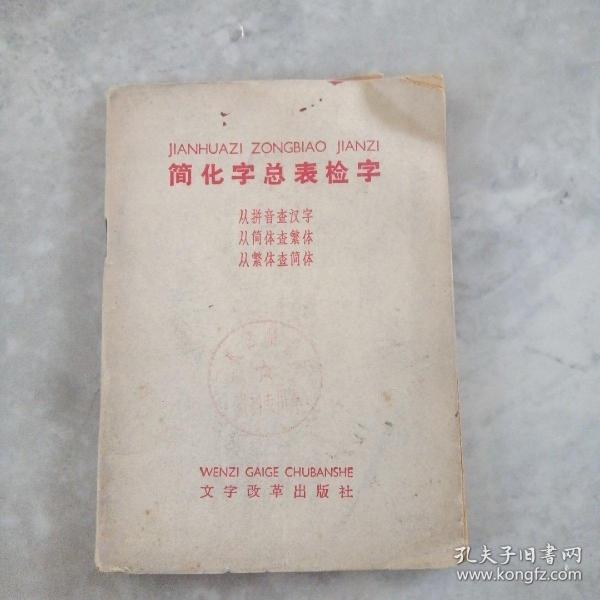 JIANHUAZI ZONGBIAO JIANZI
简化字总表检字
从拼音查汉字
从简体查繁体
从繁体查简体
WENZI GAIGE CHUBANSHE
文字改革出版社
孔夫子旧书网
www.kongfz.com